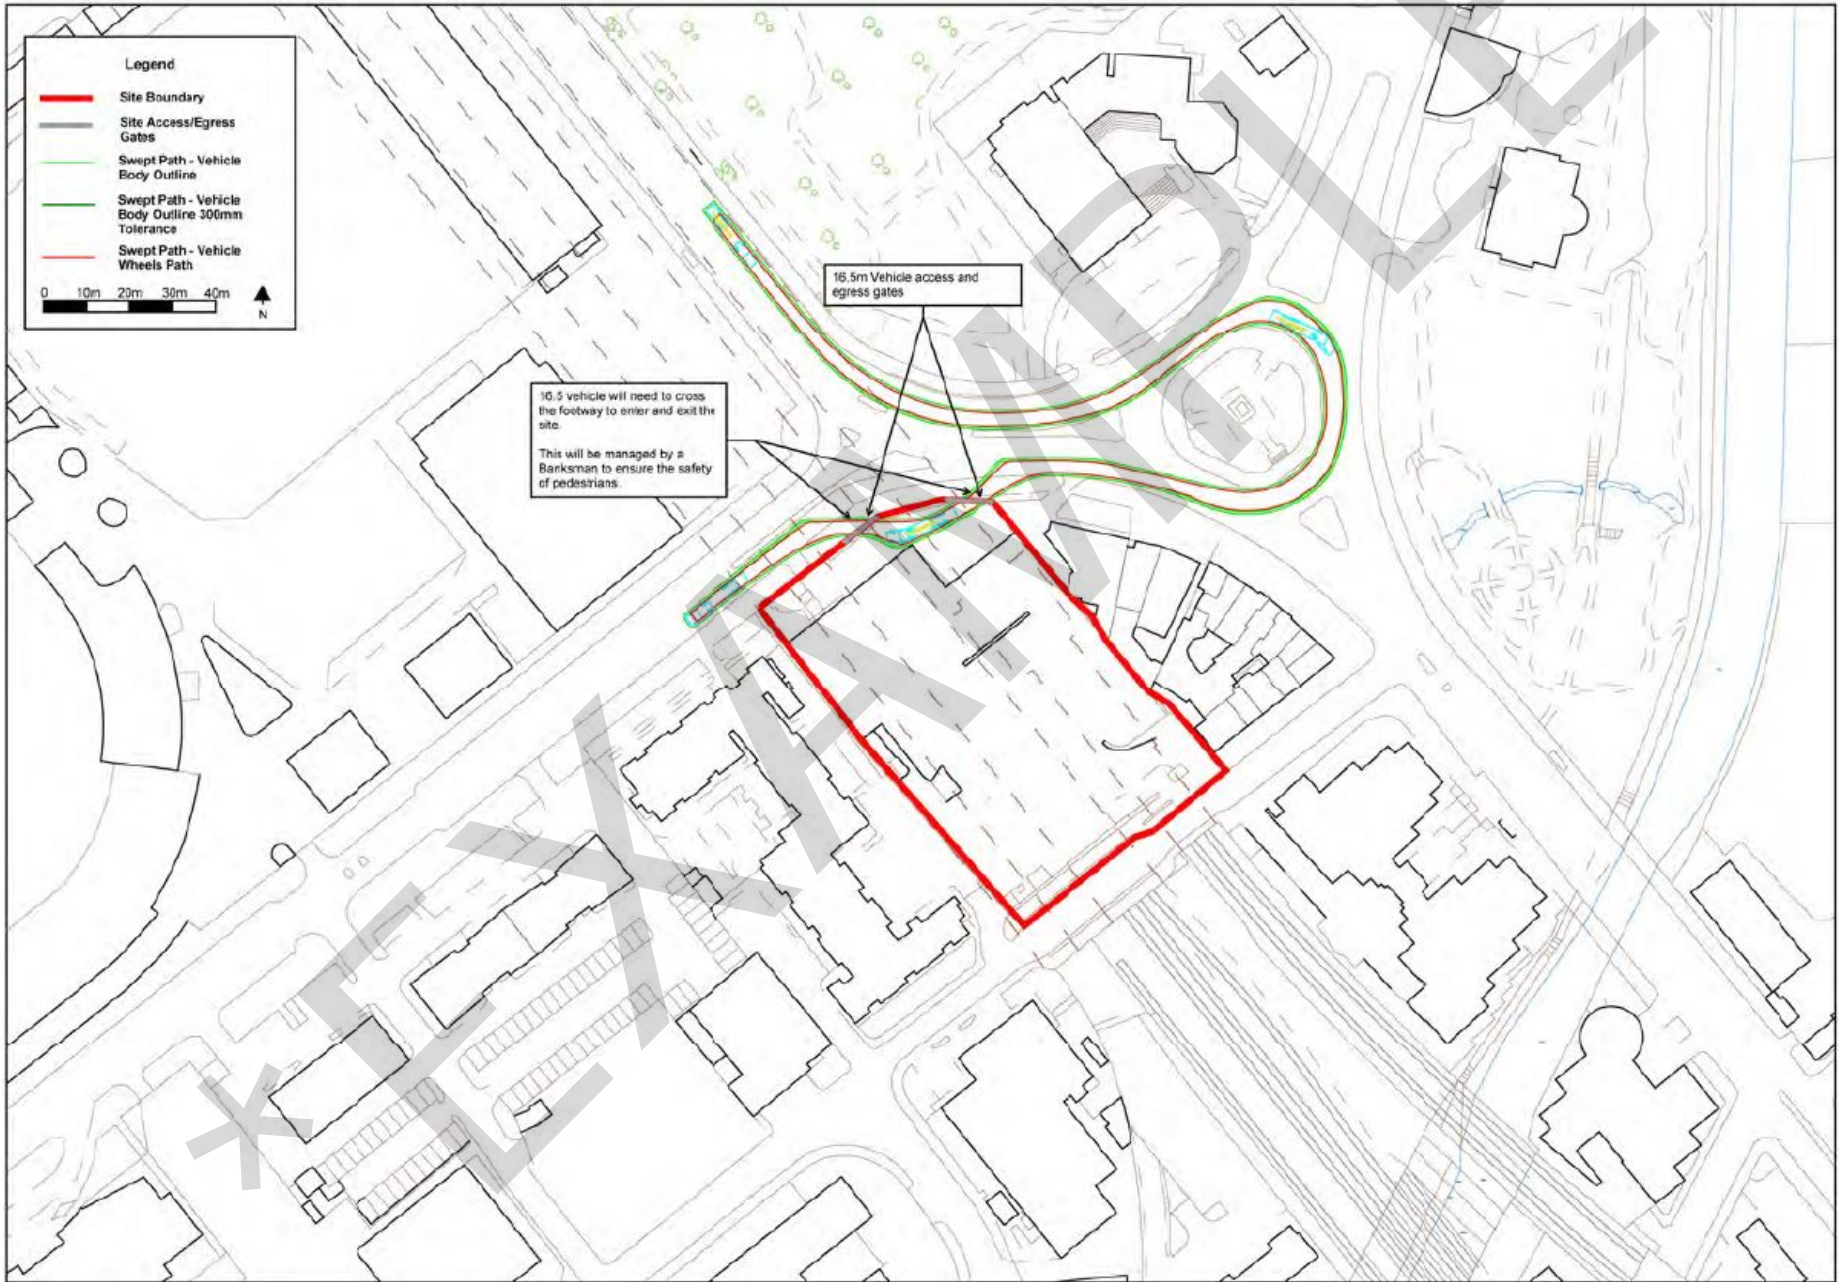 Legend
Site Boundary
Site Access/Egress
Gates
Swept Path - Vehicle
Body Outline
Swept Path - Vehicle
Body Outline 300mm
Tolerance
Swept Path - Vehicle
Wheels Path
0 10m 20m 30m 40m
N
16.5m Vehicle access and
egress gates
16.5 vehicle will need to cross
the footway to enter and exit the
site.
This will be managed by a
Banksman to ensure the safety
of pedestrians.
*EXAMPLE